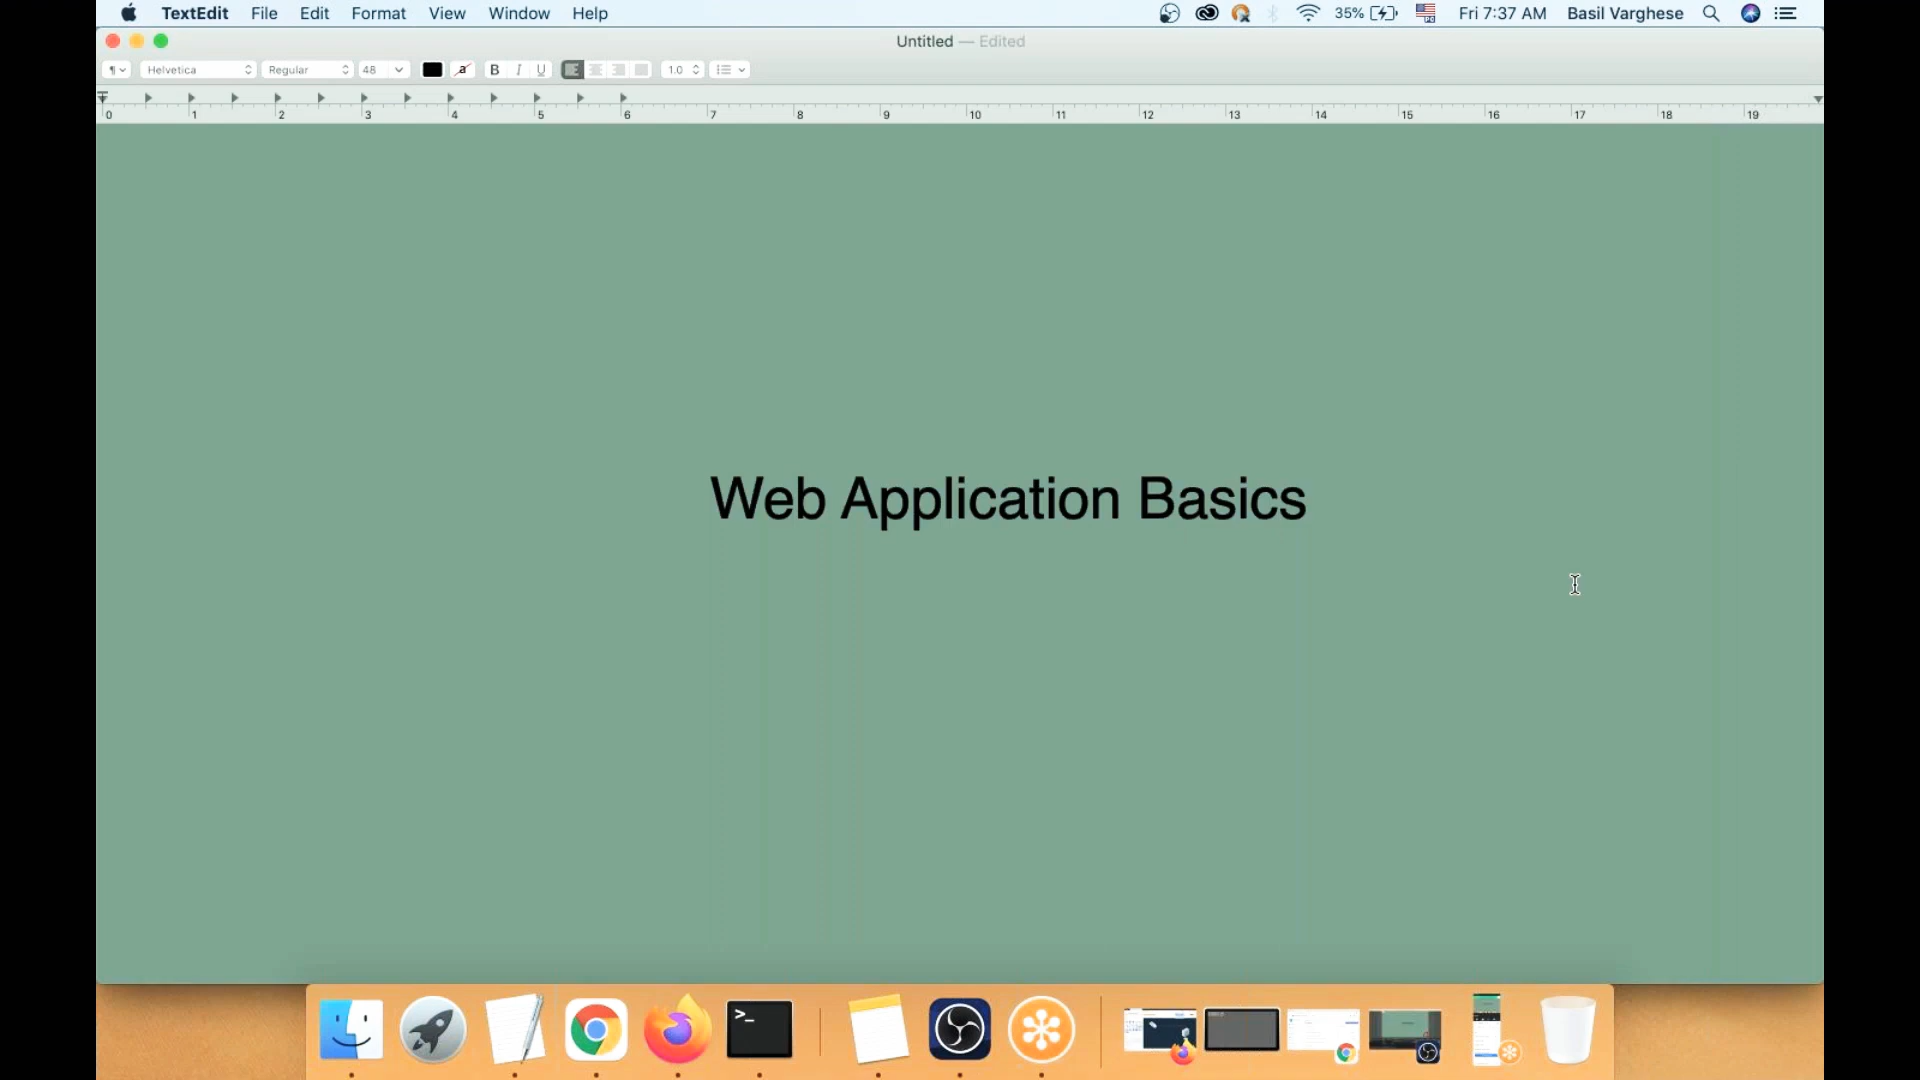 TextEdit File Edit Format View Window Help 35% Fri 7:37 AM Basil Varghese
Untitled — Edited
Helvetica Regular 48 a B I U 1.0
0 1 2 3 4 5 6 7 8 9 10 11 12 13 14 15 16 17 18 19
Web Application Basics
>_